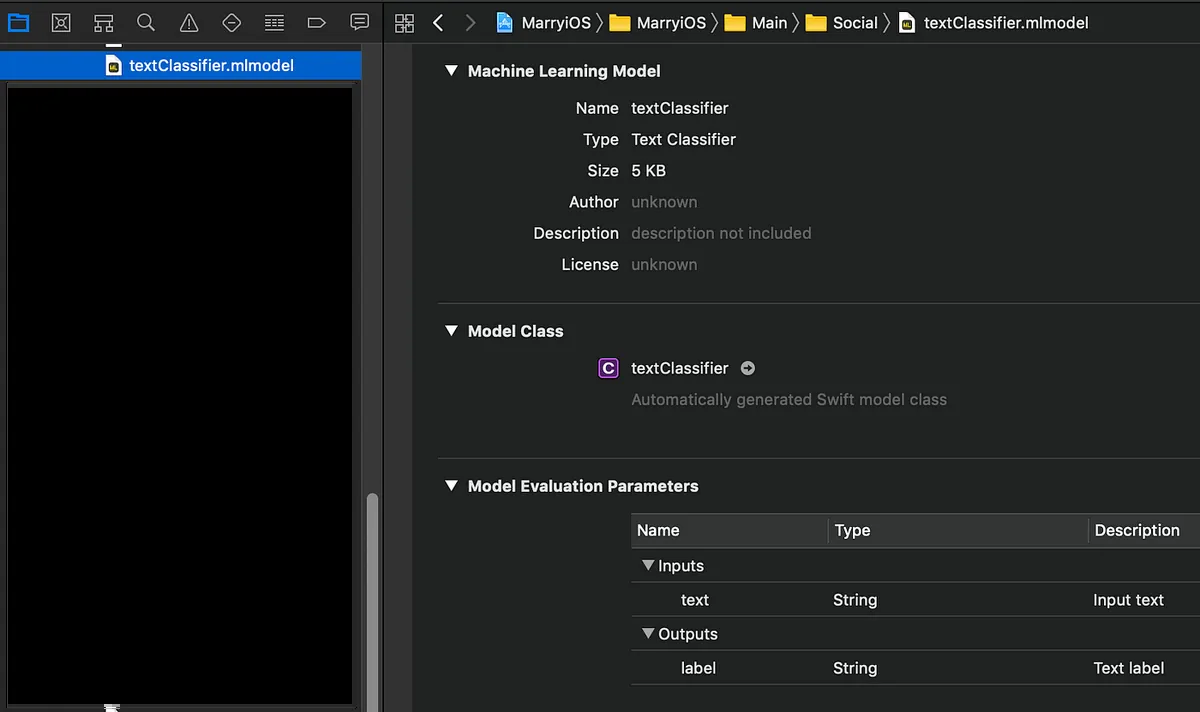 MarryiOS 〉 MarryiOS 〉 Main 〉 Social 〉 textClassifier.mlmodel
textClassifier.mlmodel
Machine Learning Model
Name textClassifier
Type Text Classifier
Size 5 KB
Author unknown
Description description not included
License unknown
Model Class
C textClassifier
Automatically generated Swift model class
Model Evaluation Parameters
Name Type Description
Inputs
text String Input text
Outputs
label String Text label